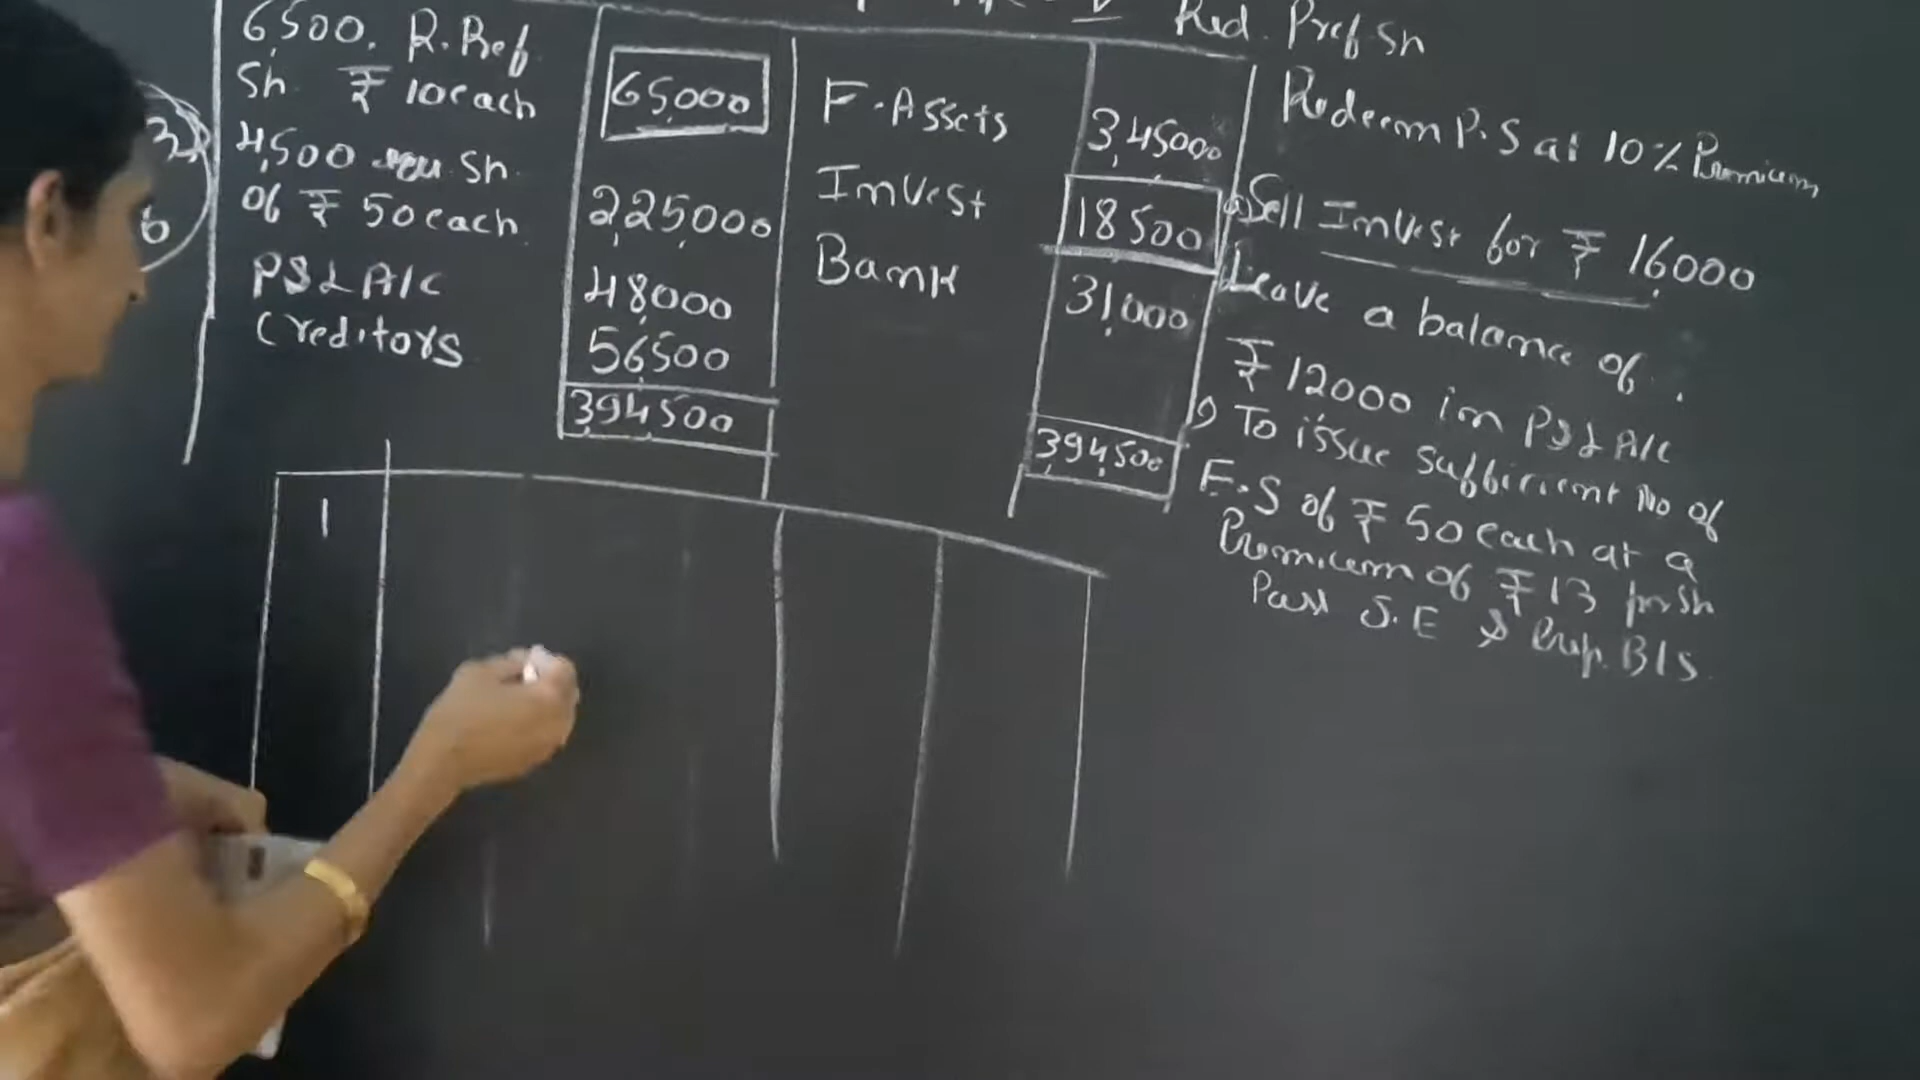 Red. Pref Sh
6,500. R. Pref
Sh ₹ 10 each
65,000
4,500 equ. Sh.
of ₹ 50 each
2,25,000
P&L A/c
48,000
Creditors
56,500
3,94,500
F. Assets
3,45,000
Invest
18500
Bank
31,000
3,94,500
Redeem P.S at 10% Premium
a) Sell Invest for ₹ 16,000
Leave a balance of
₹ 12000 in P&L A/c
) To issue sufficient No of
E.S of ₹ 50 each at a
Premium of ₹ 13 per Sh
Pass J.E & Prep. B/S.
1